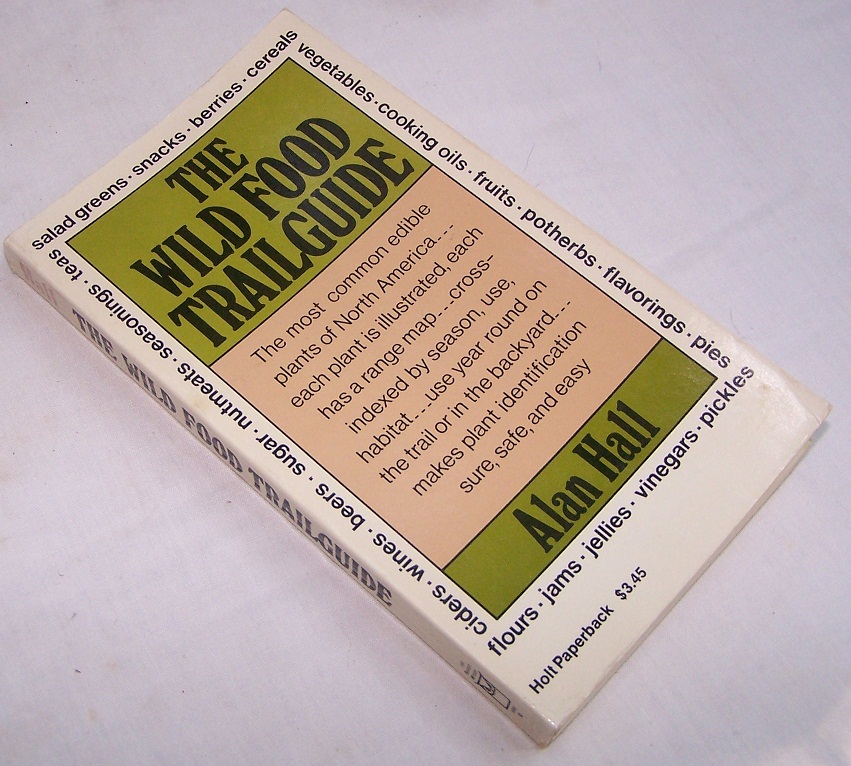 salad greens · snacks · berries · cereals
vegetables · cooking oils · fruits · potherbs · flavorings · pies
THE
WILD FOOD
TRAILGUIDE
The most common edible
plants of North America---
each plant is illustrated, each
has a range map---cross-
indexed by season, use,
habitat---use year round on
the trail or in the backyard---
makes plant identification
sure, safe, and easy
Alan Hall
ciders · wines · beers · sugar · nutmeats · seasonings · teas
flours · jams · jellies · vinegars · pickles
Holt Paperback $3.45
THE WILD FOOD TRAILGUIDE